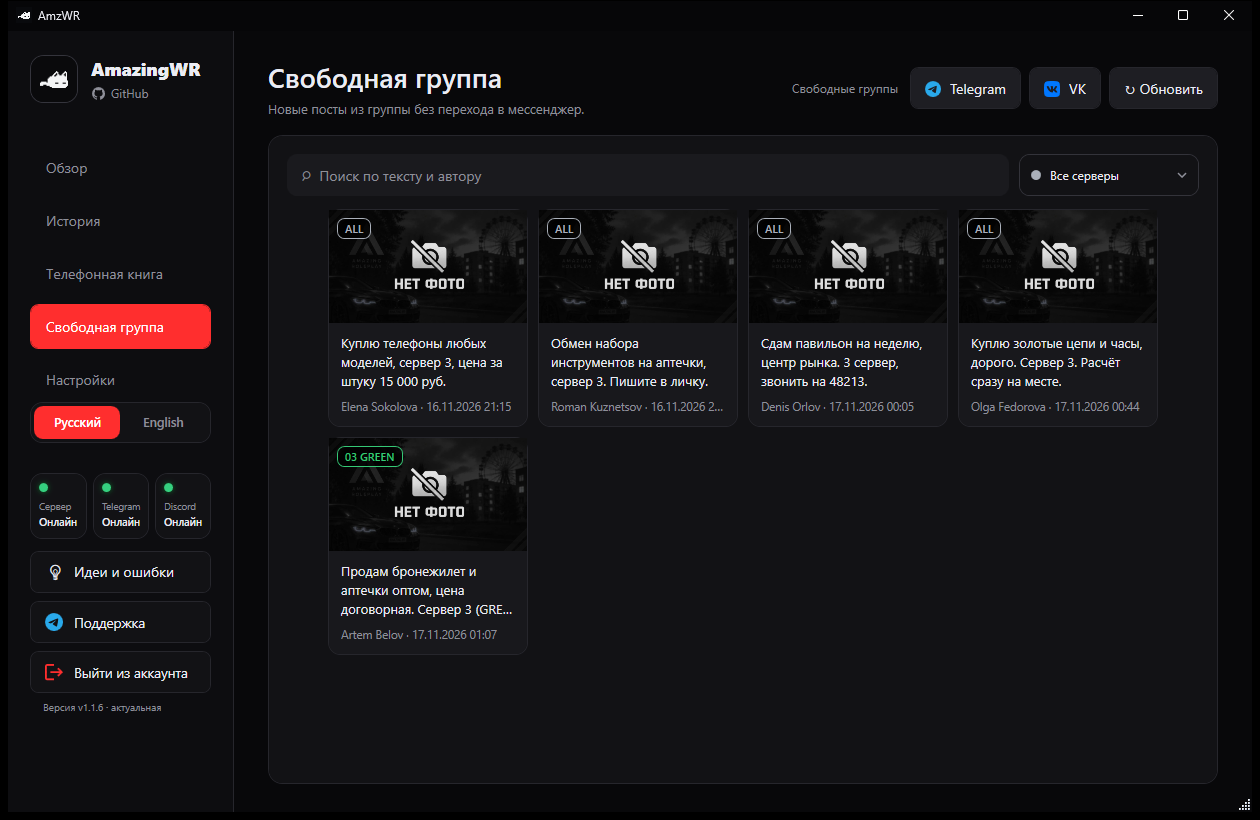 AmzWR
AmazingWR
GitHub
Обзор
История
Телефонная книга
Свободная группа
Настройки
Русский English
Сервер
Онлайн
Telegram
Онлайн
Discord
Онлайн
Идеи и ошибки
Поддержка
Выйти из аккаунта
Версия v1.1.6 · актуальная
Свободная группа
Новые посты из группы без перехода в мессенджер.
Свободные группы
Telegram
VK
↻ Обновить
Поиск по тексту и автору
Все серверы
ALL
НЕТ ФОТО
Куплю телефоны любых
моделей, сервер 3, цена за
штуку 15 000 руб.
Elena Sokolova · 16.11.2026 21:15
ALL
НЕТ ФОТО
Обмен набора
инструментов на аптечки,
сервер 3. Пишите в личку.
Roman Kuznetsov · 16.11.2026 2...
ALL
НЕТ ФОТО
Сдам павильон на неделю,
центр рынка. 3 сервер,
звонить на 48213.
Denis Orlov · 17.11.2026 00:05
ALL
НЕТ ФОТО
Куплю золотые цепи и часы,
дорого. Сервер 3. Расчёт
сразу на месте.
Olga Fedorova · 17.11.2026 00:44
03 GREEN
НЕТ ФОТО
Продам бронежилет и
аптечки оптом, цена
договорная. Сервер 3 (GRE...
Artem Belov · 17.11.2026 01:07